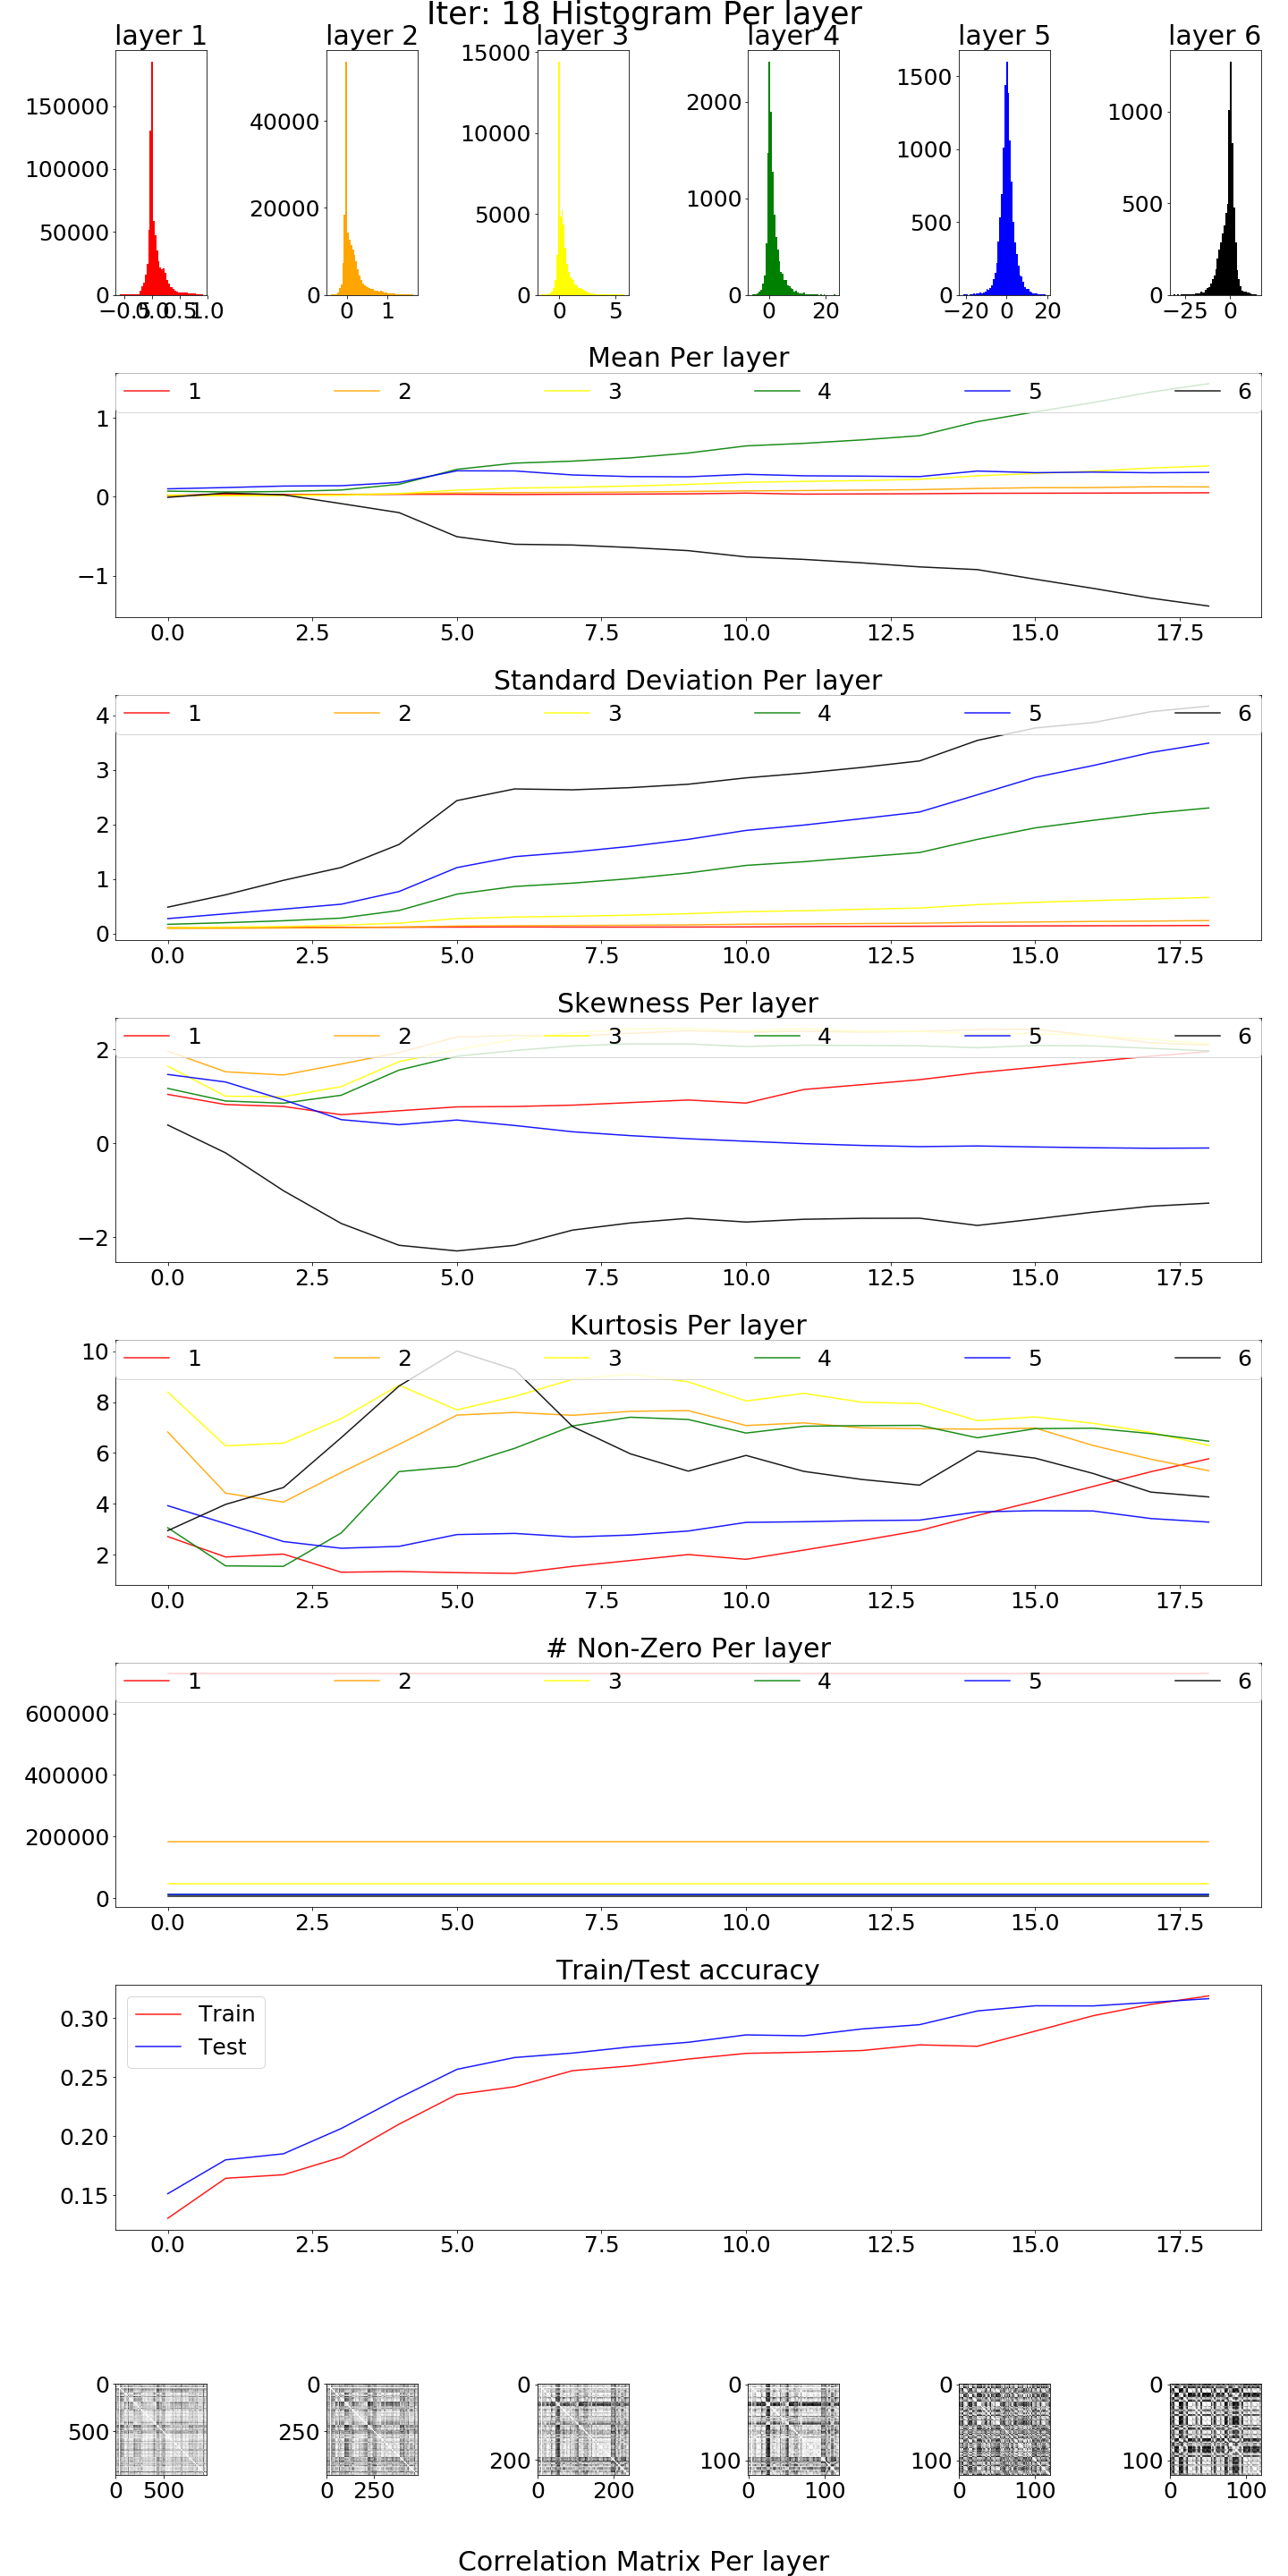 Iter: 18 Histogram Per layer
layer 1 layer 2 layer 3 layer 4 layer 5 layer 6
150000 100000 50000 0
−0.5 0.0 0.5 1.0
40000 20000 0
0 1
15000 10000 5000 0
0 5
2000 1000 0
0 20
1500 1000 500 0
−20 0 20
1000 500 0
−25 0
Mean Per layer
1 2 3 4 5 6
1
0
−1
0.0 2.5 5.0 7.5 10.0 12.5 15.0 17.5
Standard Deviation Per layer
1 2 3 4 5 6
4
3
2
1
0
0.0 2.5 5.0 7.5 10.0 12.5 15.0 17.5
Skewness Per layer
1 2 3 4 5 6
2
0
−2
0.0 2.5 5.0 7.5 10.0 12.5 15.0 17.5
Kurtosis Per layer
1 2 3 4 5 6
10
8
6
4
2
0.0 2.5 5.0 7.5 10.0 12.5 15.0 17.5
# Non-Zero Per layer
1 2 3 4 5 6
600000
400000
200000
0
0.0 2.5 5.0 7.5 10.0 12.5 15.0 17.5
Train/Test accuracy
Train
Test
0.30
0.25
0.20
0.15
0.0 2.5 5.0 7.5 10.0 12.5 15.0 17.5
0 0 0 0 0 0
500 250 200 100 100 100
0 500 0 250 0 200 0 100 0 100 0 100
Correlation Matrix Per layer